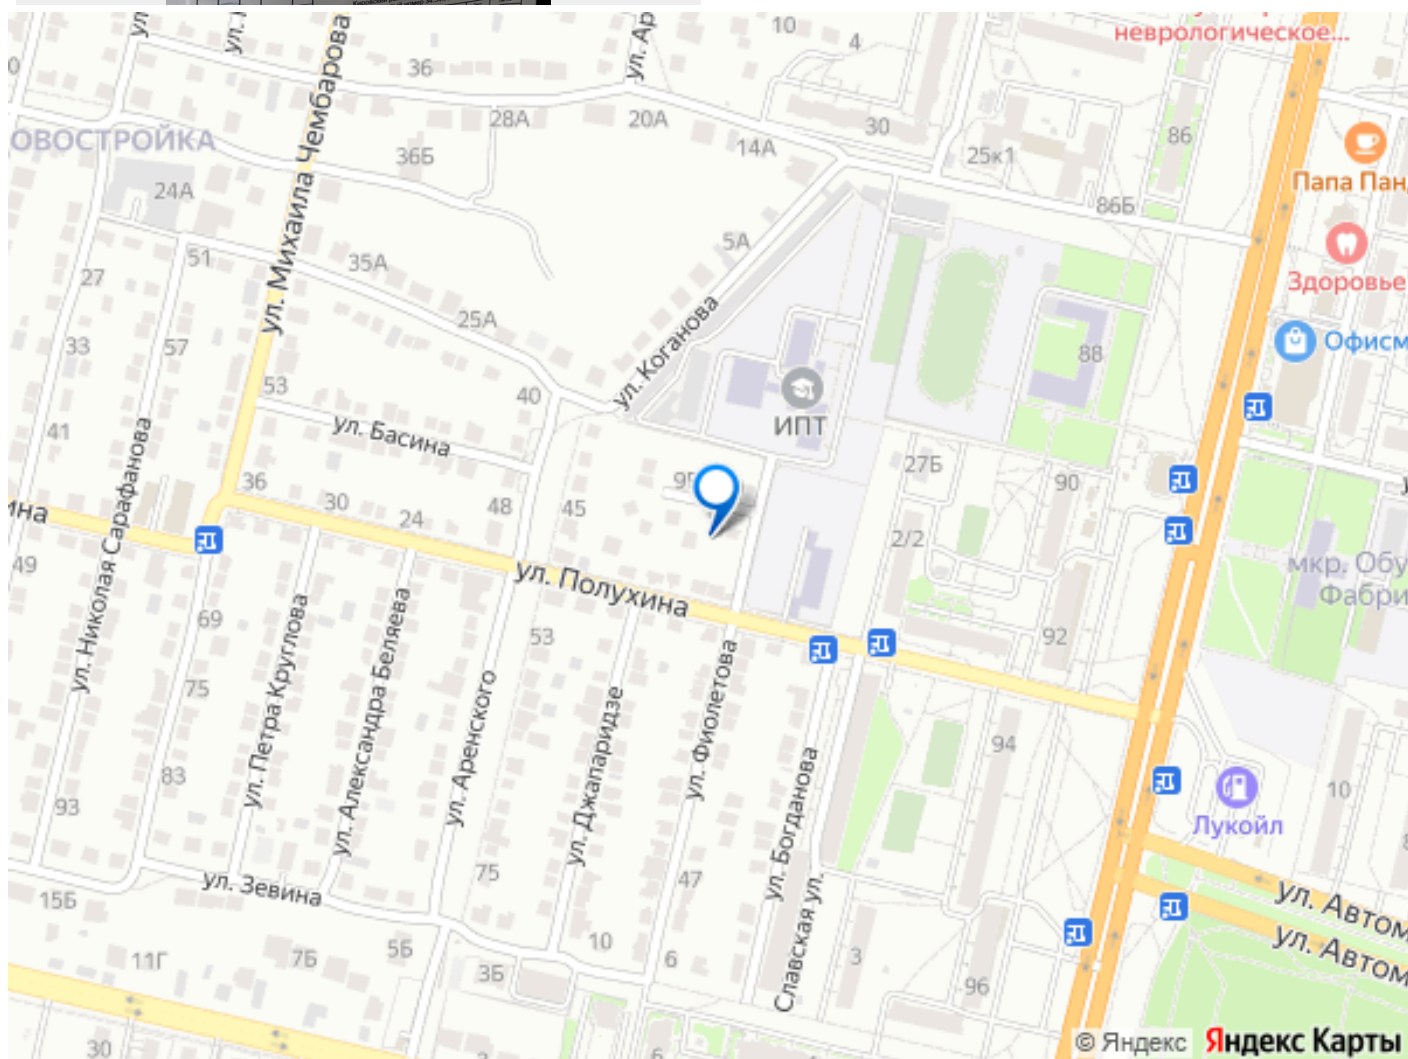 неврологическое...
10
4
36
ул. Михаила Чембарова
28А
20А
30
86
ОВОСТРОЙКА
36Б
14А
25к1
24А
Папа Пан
86Б
51
5А
35А
27
Здоровье
25А
ул. Коганова
33
57
88
Офисм
53
40
ИПТ
41
ул. Басина
27Б
36
30
24
48
45
90
ина
ул. Николая Сарафанова
2/2
49
мкр. Обу
Фабри
ул. Полухина
69
53
92
ул. Петра Круглова
ул. Александра Беляева
ул. Аренского
ул. Джапаридзе
ул. Фиолетова
75
94
83
93
ул. Богданова
10
Лукойл
ул. Зевина
75
47
15Б
Славская ул.
ул. Автом
11Г
7Б
5Б
10
3Б
6
3
96
ул. Автом
30
© Яндекс Яндекс Карты